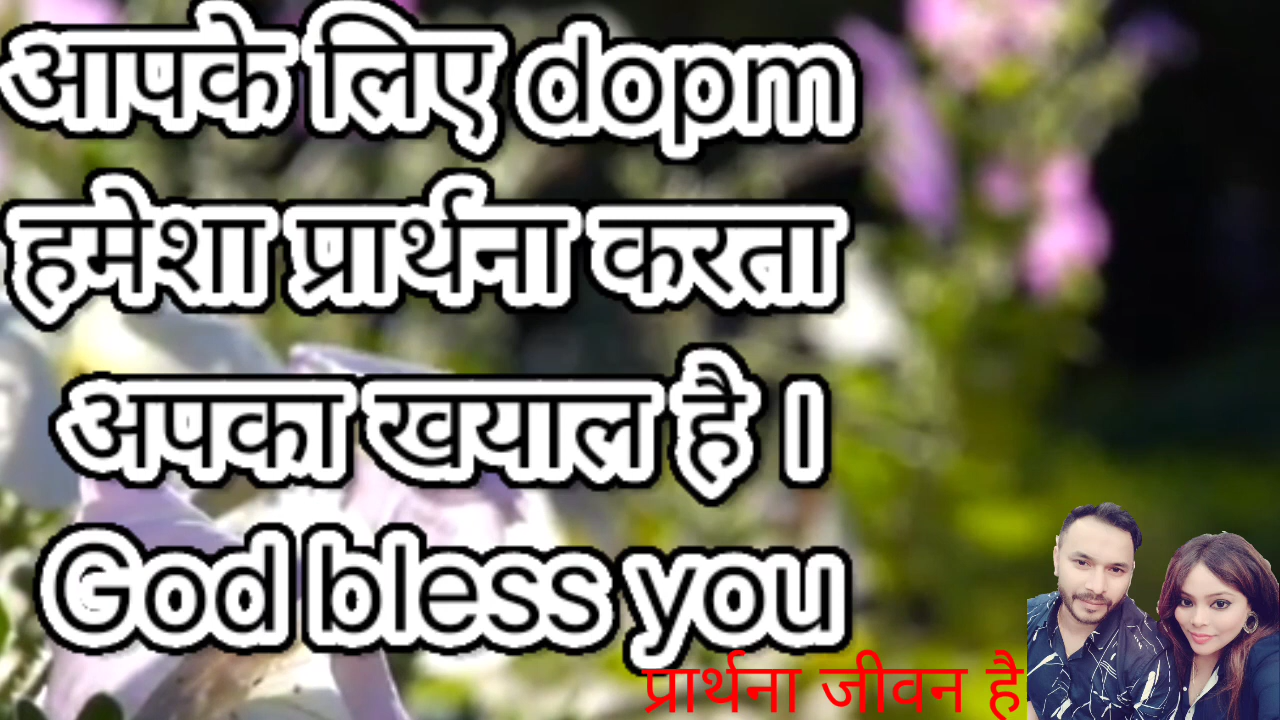 आपके लिए dopm
हमेशा प्रार्थना करता
अपका खयाल है ।
God bless you
प्रार्थना जीवन है